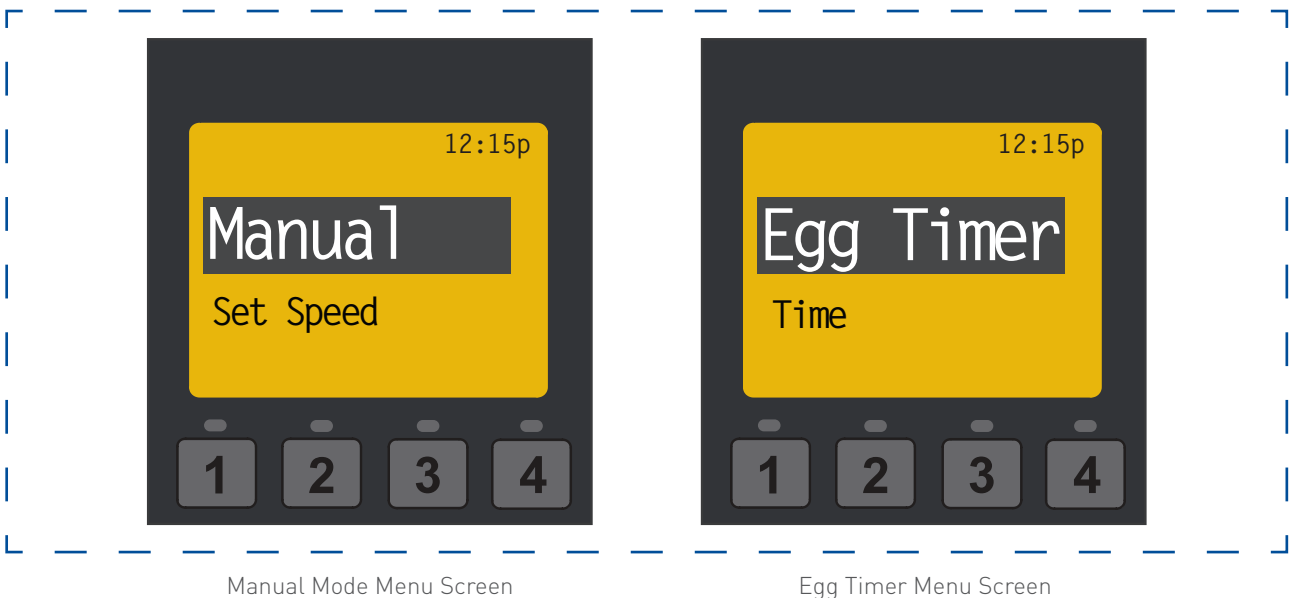 12:15p
Manual
Set Speed
1 2 3 4
Manual Mode Menu Screen
12:15p
Egg Timer
Time
1 2 3 4
Egg Timer Menu Screen